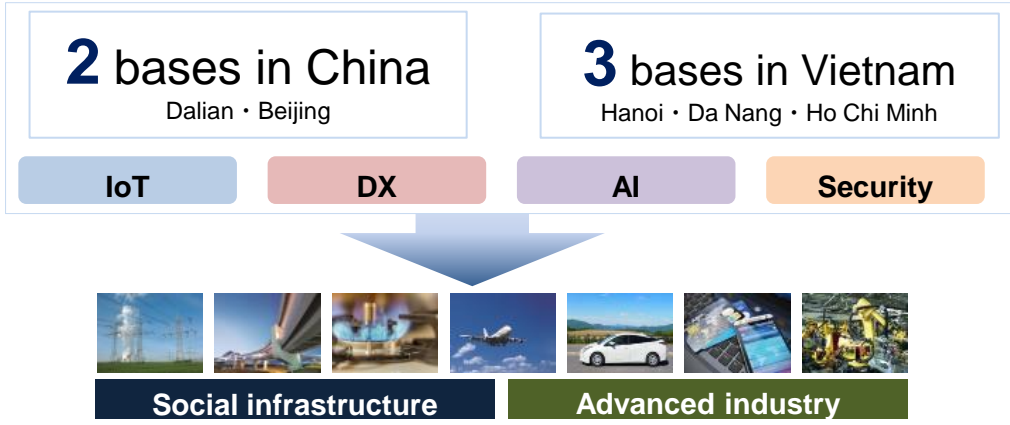 2 bases in China
Dalian・Beijing
3 bases in Vietnam
Hanoi・Da Nang・Ho Chi Minh
IoT
DX
AI
Security
Social infrastructure
Advanced industry